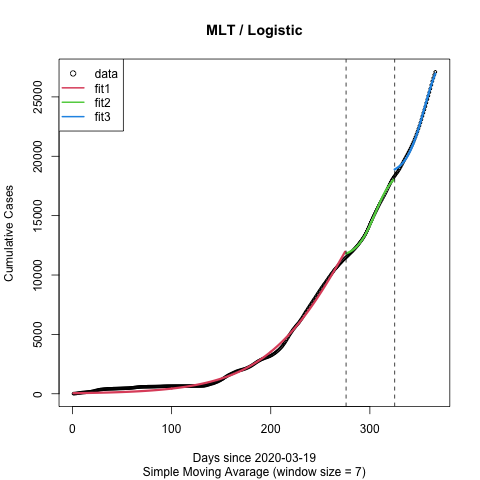 MLT / Logistic
data
fit1
fit2
fit3
Cumulative Cases
0
5000
10000
15000
20000
25000
0
100
200
300
Days since 2020-03-19
Simple Moving Avarage (window size = 7)